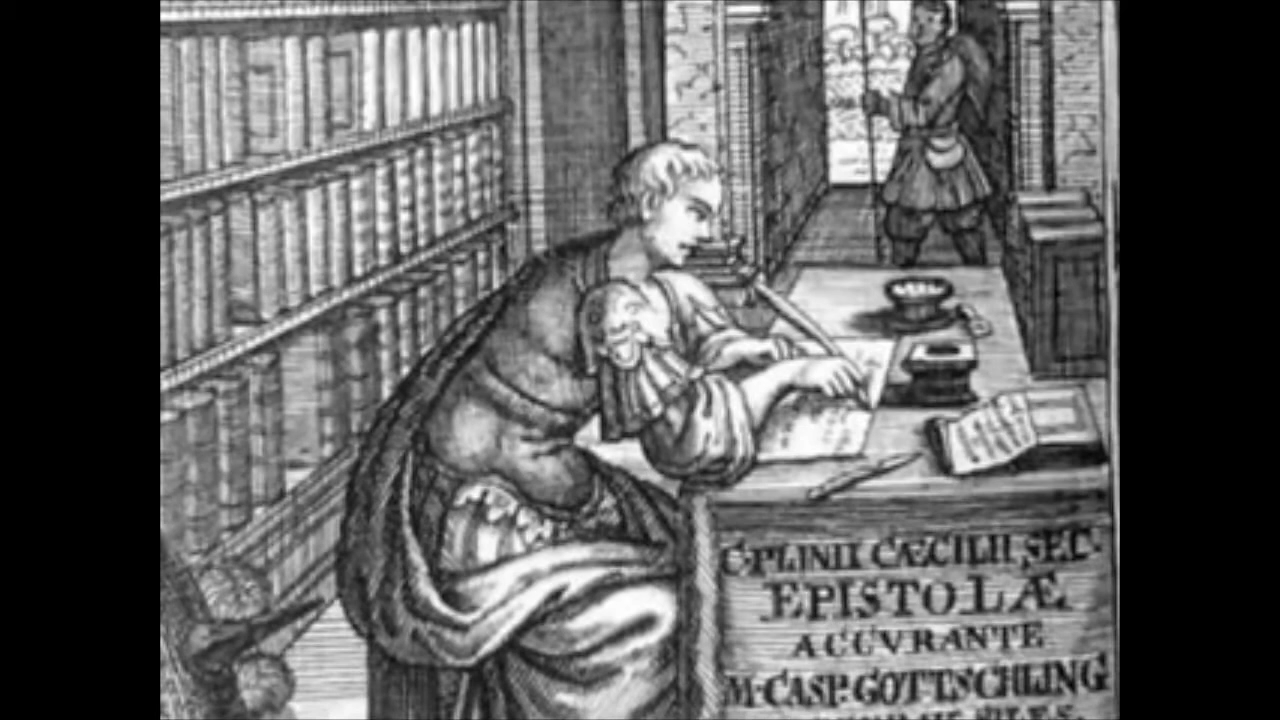 C·PLINII CÆCILII SEC·
EPISTOLÆ
ACCVRANTE
M·CASP·GOTTSCHLING